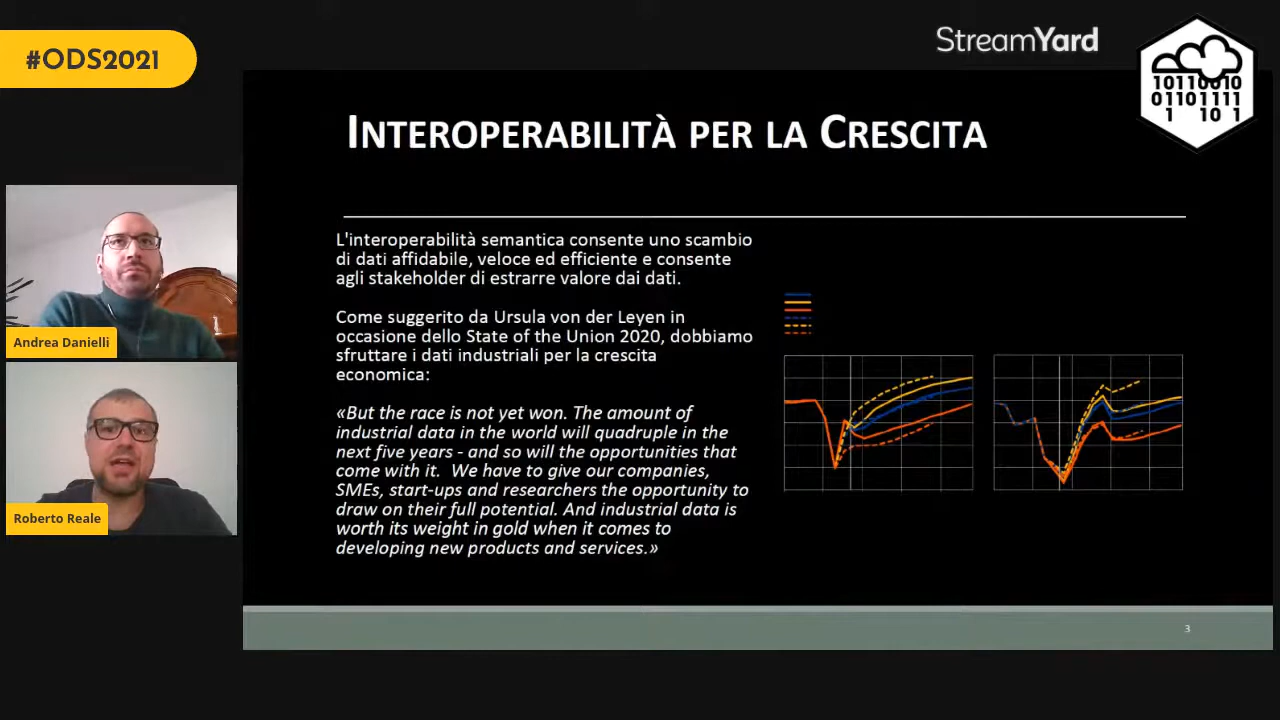 #ODS2021
StreamYard
10110010
01101111
1 10 1
INTEROPERABILITÀ PER LA CRESCITA
L'interoperabilità semantica consente uno scambio
di dati affidabile, veloce ed efficiente e consente
agli stakeholder di estrarre valore dai dati.
Come suggerito da Ursula von der Leyen in
occasione dello State of the Union 2020, dobbiamo
sfruttare i dati industriali per la crescita
economica:
«But the race is not yet won. The amount of
industrial data in the world will quadruple in the
next five years - and so will the opportunities that
come with it. We have to give our companies,
SMEs, start-ups and researchers the opportunity to
draw on their full potential. And industrial data is
worth its weight in gold when it comes to
developing new products and services.»
Andrea Danielli
Roberto Reale
3